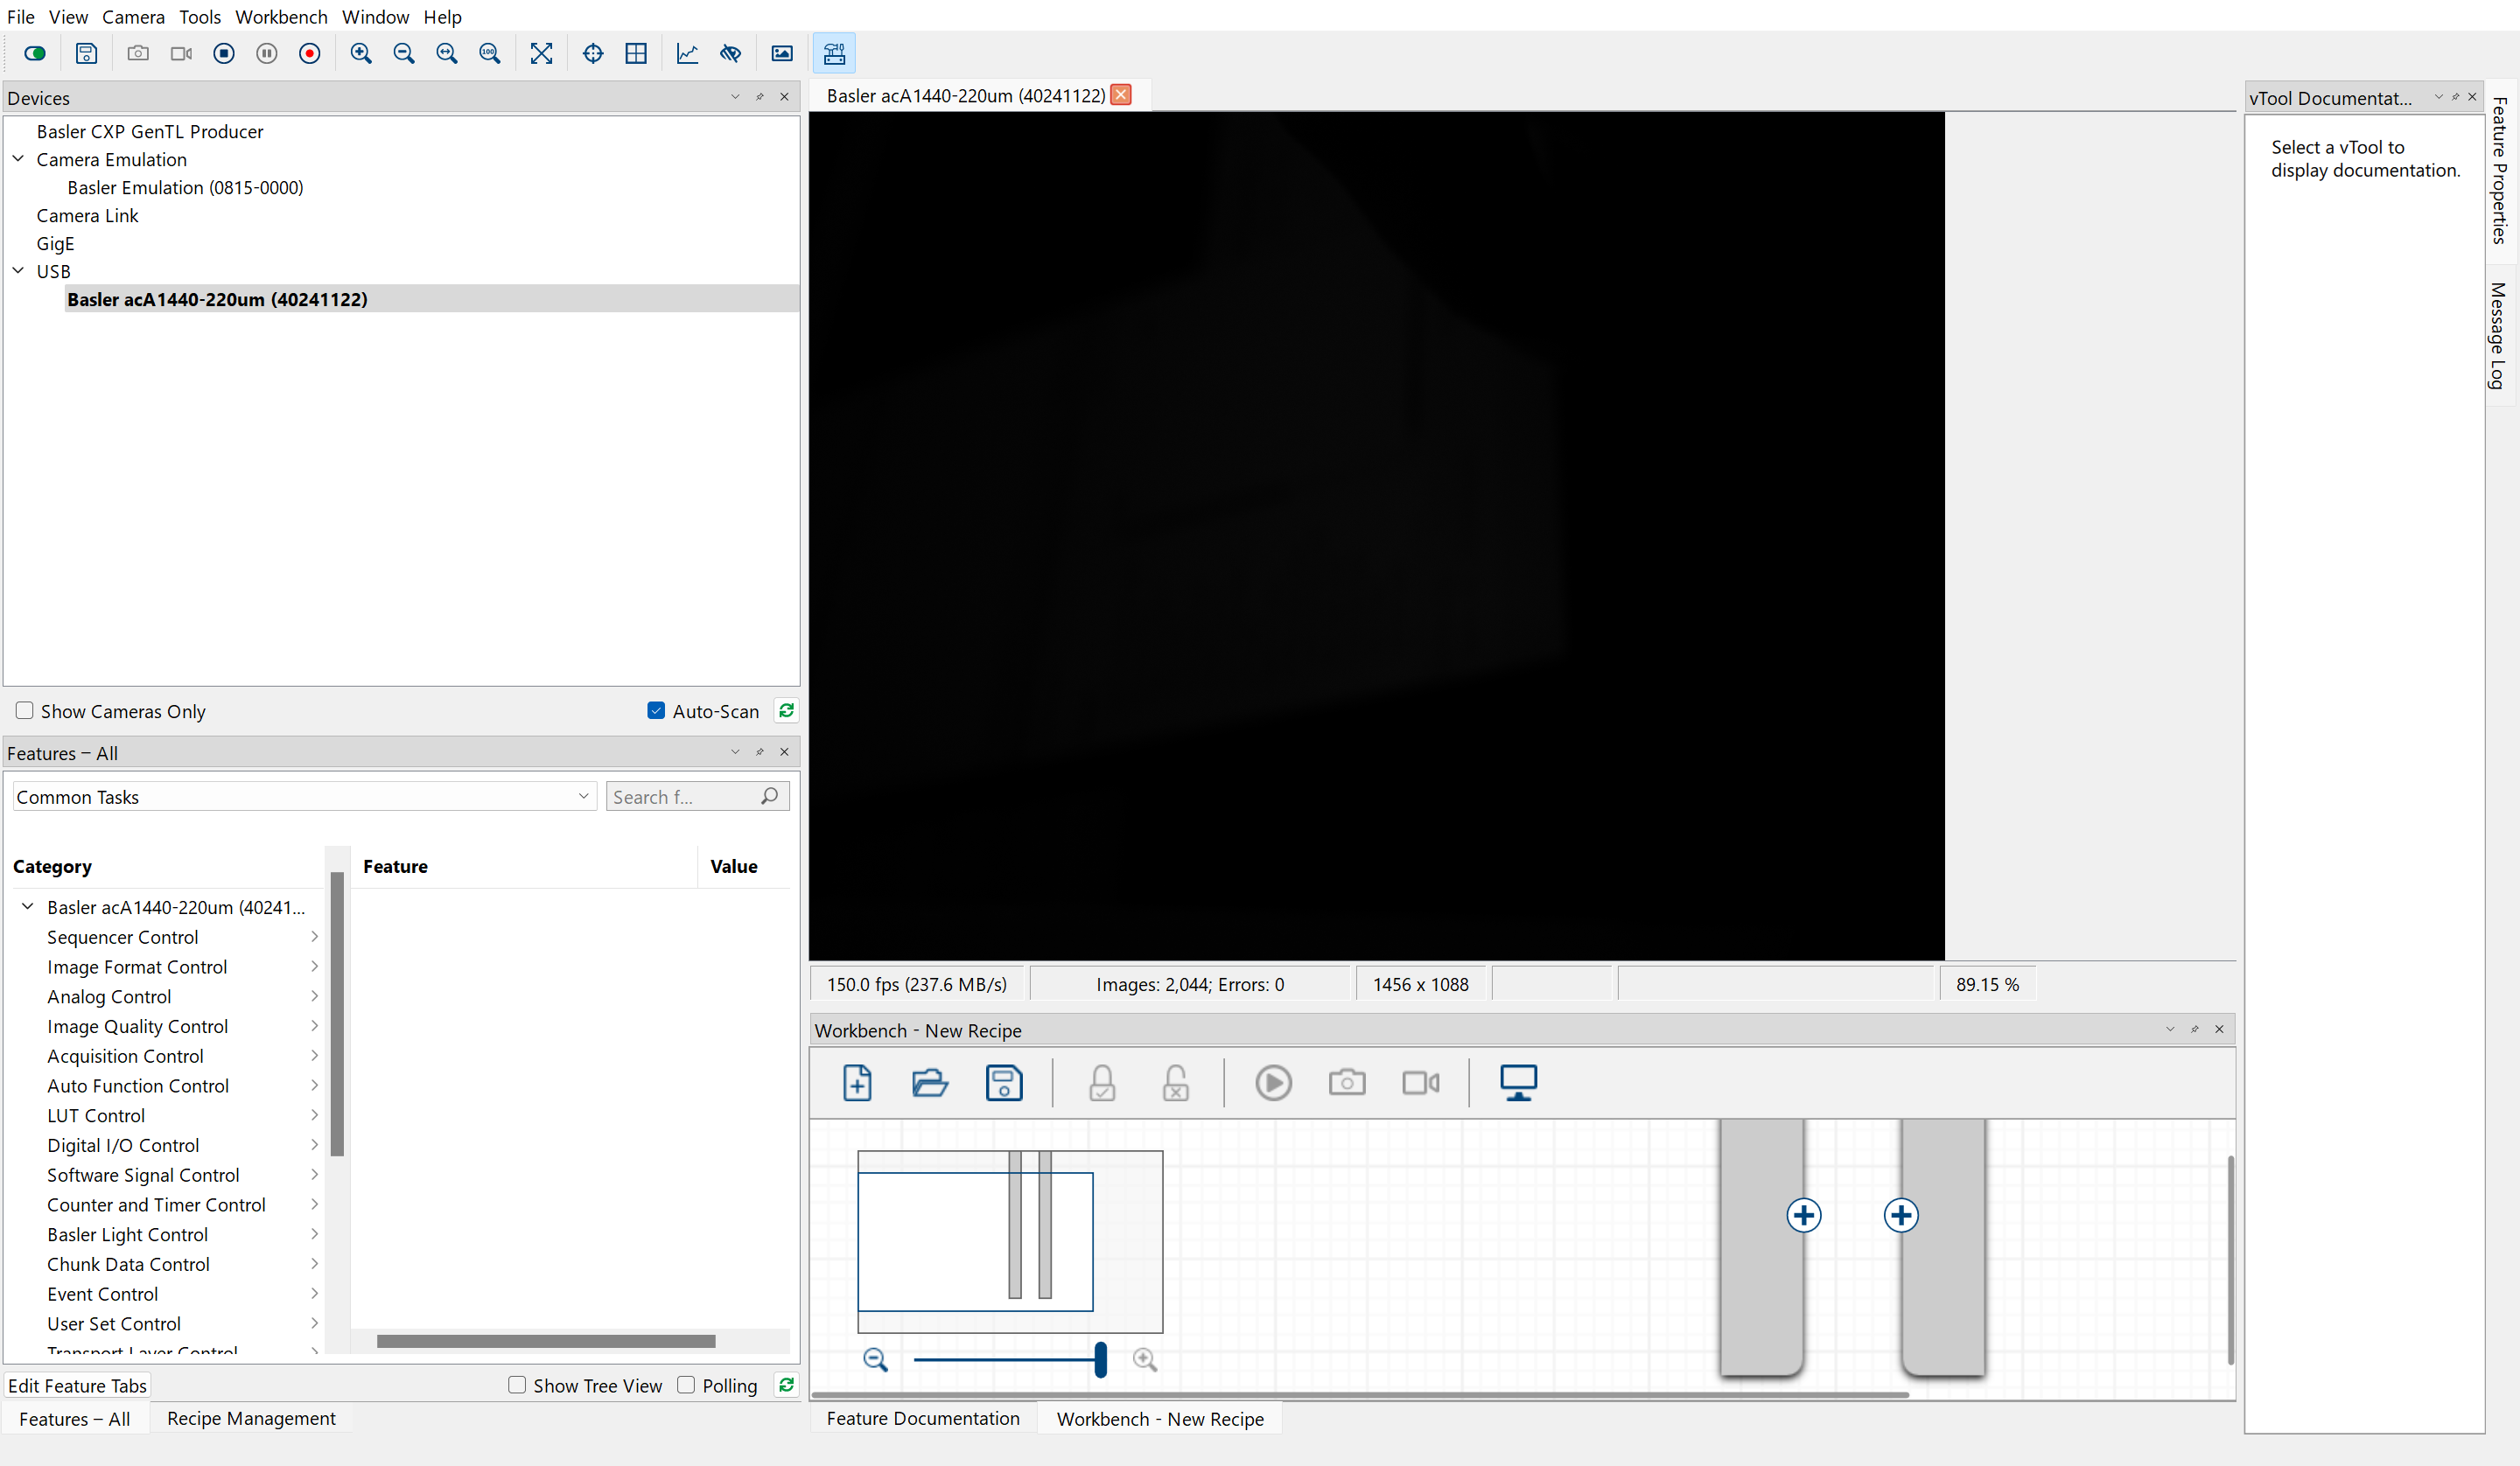 File View Camera Tools Workbench Window Help
100
Devices
Basler CXP GenTL Producer
Camera Emulation
Basler Emulation (0815-0000)
Camera Link
GigE
USB
Basler acA1440-220um (40241122)
Show Cameras Only
Auto-Scan
Features – All
Common Tasks
Search f...
Category
Feature
Value
Basler acA1440-220um (40241...
Sequencer Control
Image Format Control
Analog Control
Image Quality Control
Acquisition Control
Auto Function Control
LUT Control
Digital I/O Control
Software Signal Control
Counter and Timer Control
Basler Light Control
Chunk Data Control
Event Control
User Set Control
Transport Layer Control
Edit Feature Tabs
Show Tree View
Polling
Features – All
Recipe Management
Basler acA1440-220um (40241122)
150.0 fps (237.6 MB/s)
Images: 2,044; Errors: 0
1456 x 1088
89.15 %
Workbench - New Recipe
Feature Documentation
Workbench - New Recipe
vTool Documentat...
Select a vTool to
display documentation.
Feature Properties
Message Log